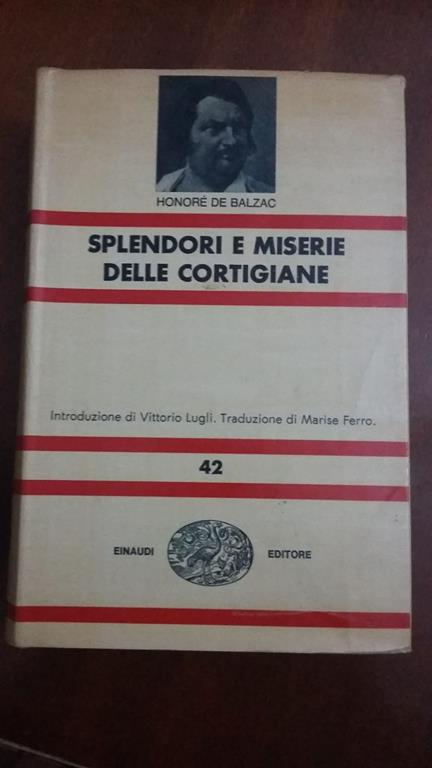 HONORÉ DE BALZAC
SPLENDORI E MISERIE
DELLE CORTIGIANE
Introduzione di Vittorio Lugli. Traduzione di Marise Ferro.
42
EINAUDI EDITORE